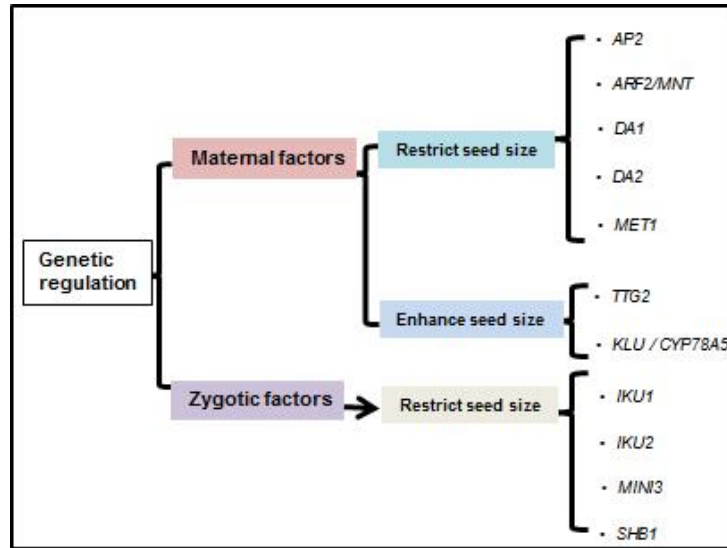 Genetic
regulation
Maternal factors
Restrict seed size
• AP2
• ARF2/MNT
• DA1
• DA2
• MET1
Enhance seed size
• TTG2
• KLU / CYP78A5
Zygotic factors
Restrict seed size
• IKU1
• IKU2
• MINI3
• SHB1